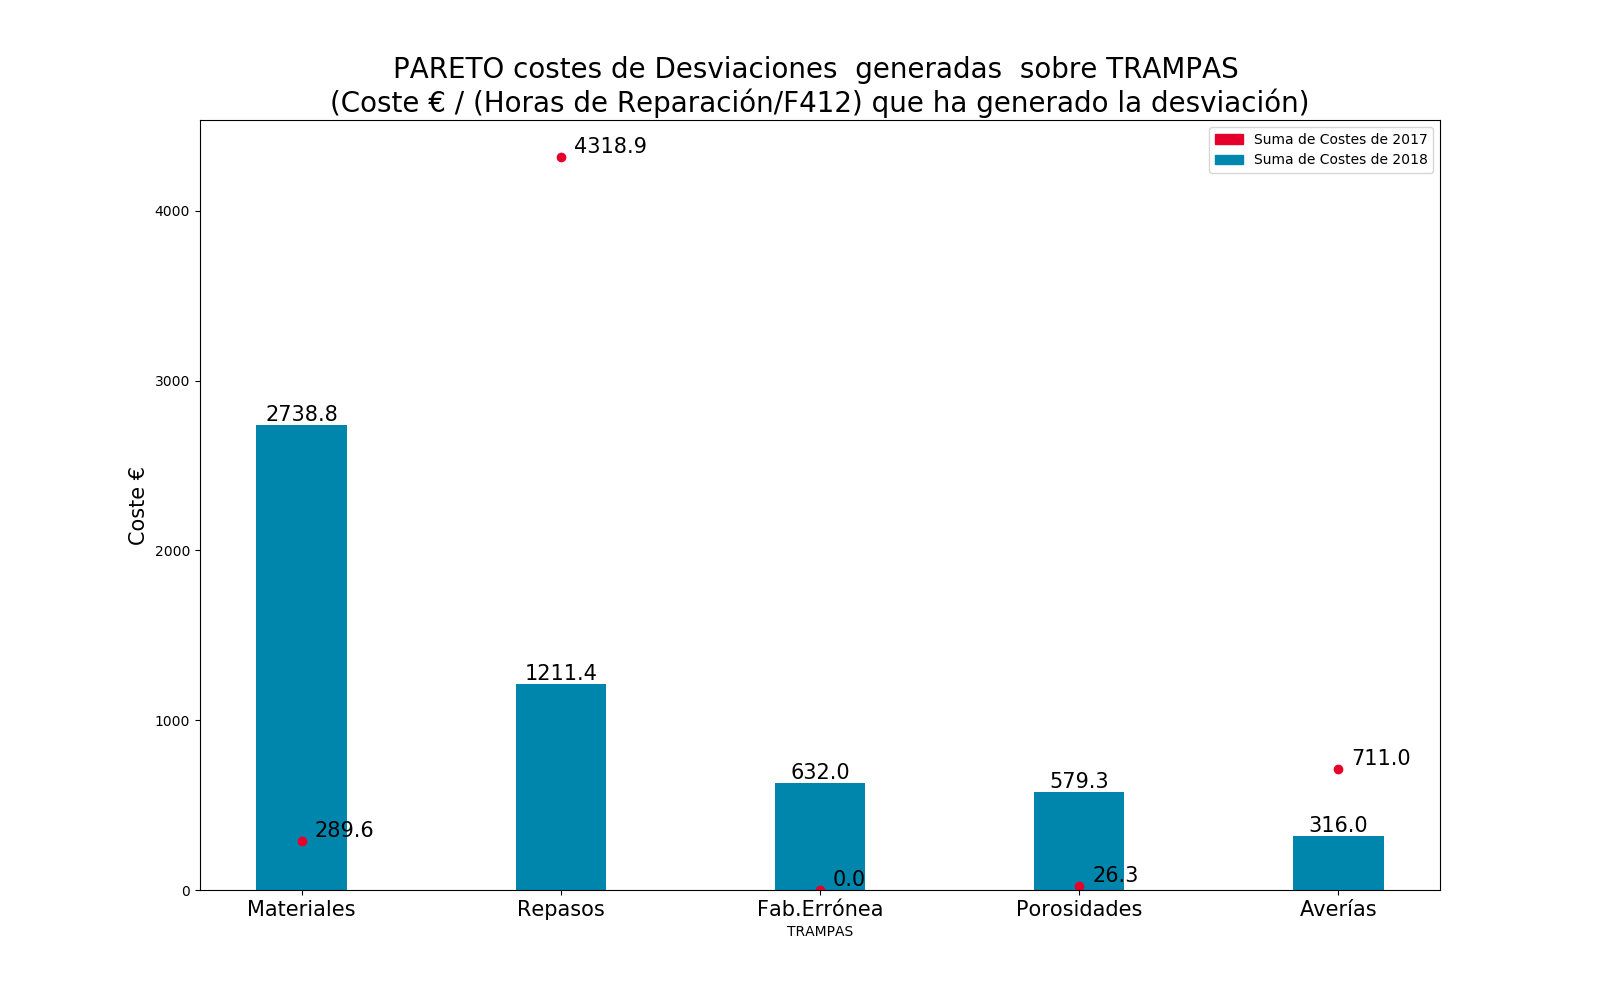 PARETO costes de Desviaciones  generadas  sobre TRAMPAS
(Coste € / (Horas de Reparación/F412) que ha generado la desviación)
Suma de Costes de 2017
Suma de Costes de 2018
4318.9
4000
3000
2738.8
Coste €
2000
1211.4
1000
711.0
632.0
579.3
316.0
289.6
26.3
0.0
0
Materiales
Repasos
Fab.Errónea
Porosidades
Averías
TRAMPAS